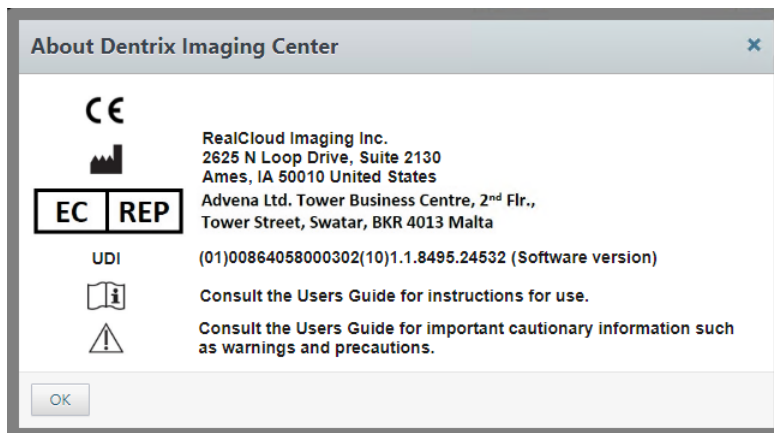 About Dentrix Imaging Center
CE
RealCloud Imaging Inc.
2625 N Loop Drive, Suite 2130
Ames, IA 50010 United States
EC REP
Advena Ltd. Tower Business Centre, 2nd Flr.,
Tower Street, Swatar, BKR 4013 Malta
UDI (01)00864058000302(10)1.1.8495.24532 (Software version)
Consult the Users Guide for instructions for use.
Consult the Users Guide for important cautionary information such
as warnings and precautions.
OK